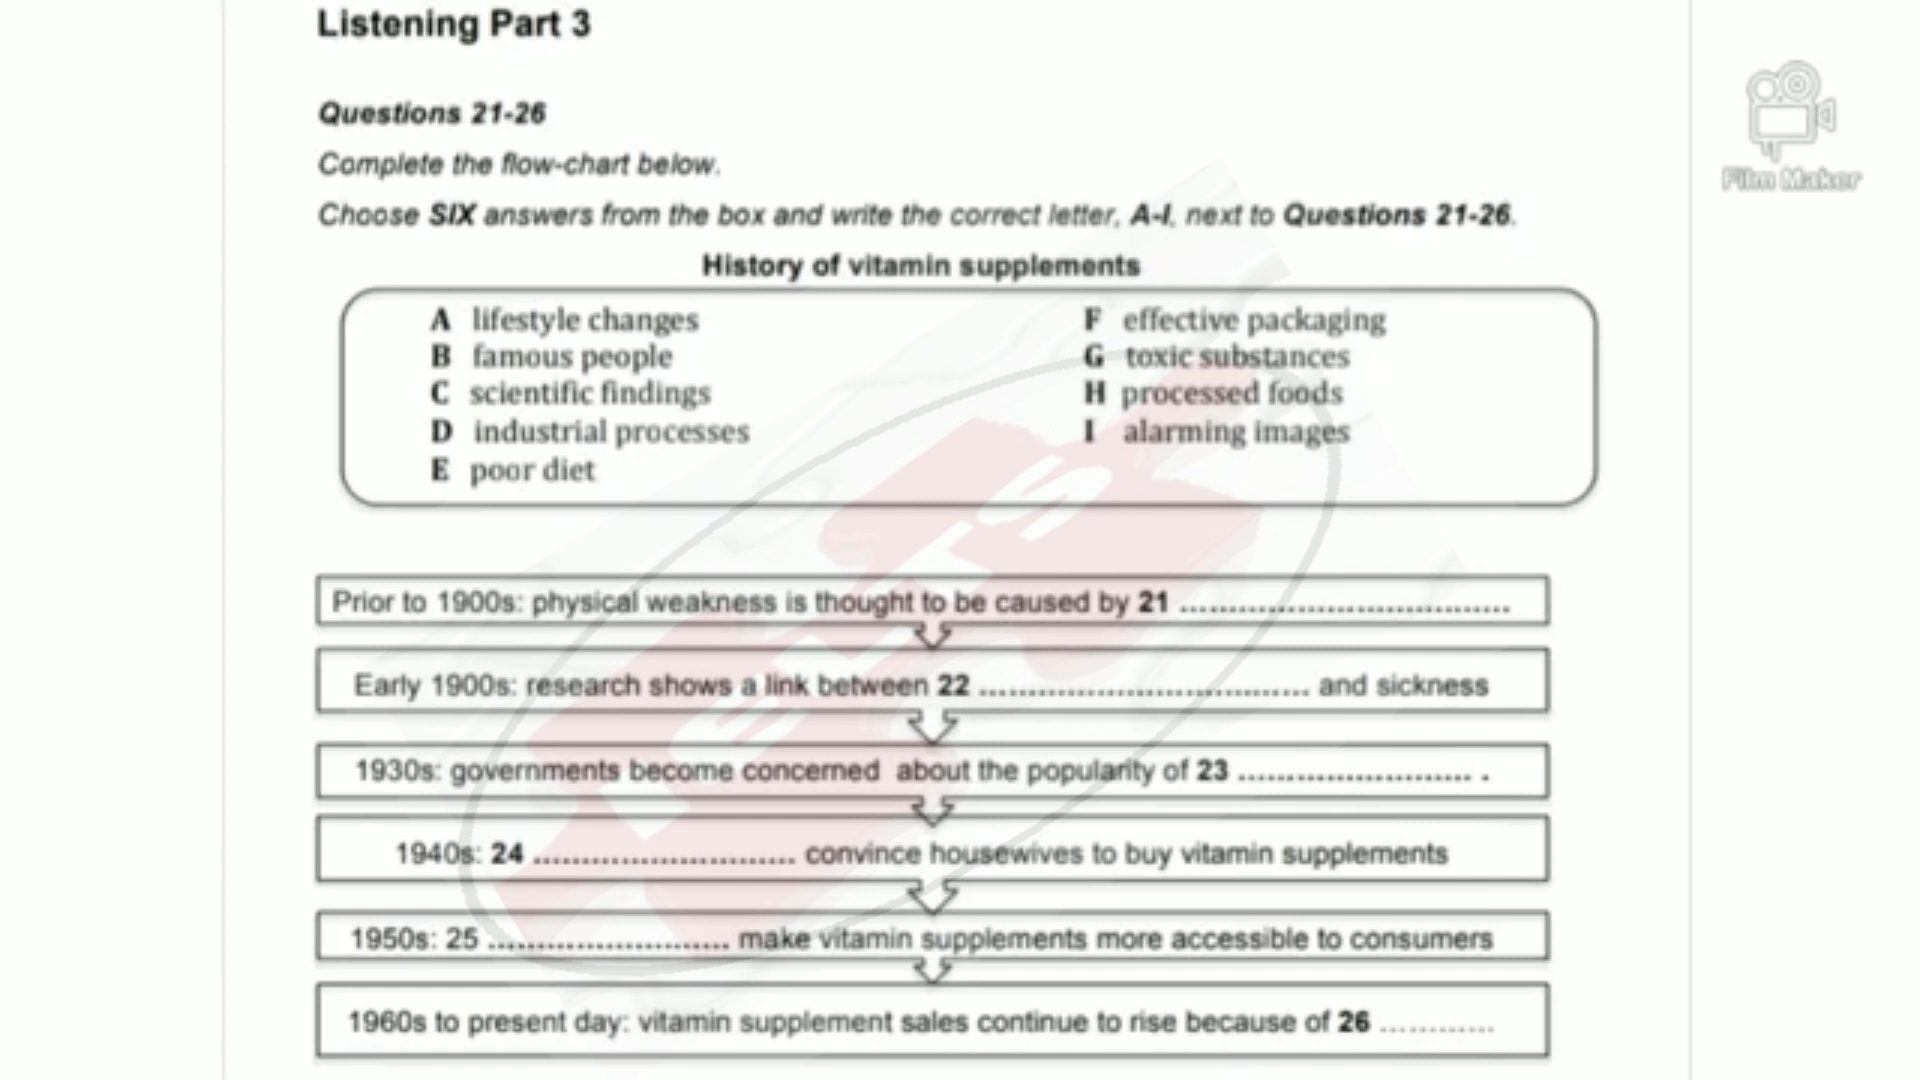 Listening Part 3
Film Maker
Questions 21-26
Complete the flow-chart below.
Choose SIX answers from the box and write the correct letter, A-I, next to Questions 21-26.
History of vitamin supplements
A lifestyle changes
B famous people
C scientific findings
D industrial processes
E poor diet
F effective packaging
G toxic substances
H processed foods
I alarming images
IELTS
Prior to 1900s: physical weakness is thought to be caused by 21 ..................................
Early 1900s: research shows a link between 22 .................................. and sickness
1930s: governments become concerned about the popularity of 23 ........................ .
1940s: 24 ........................... convince housewives to buy vitamin supplements
1950s: 25 ......................... make vitamin supplements more accessible to consumers
1960s to present day: vitamin supplement sales continue to rise because of 26 ............